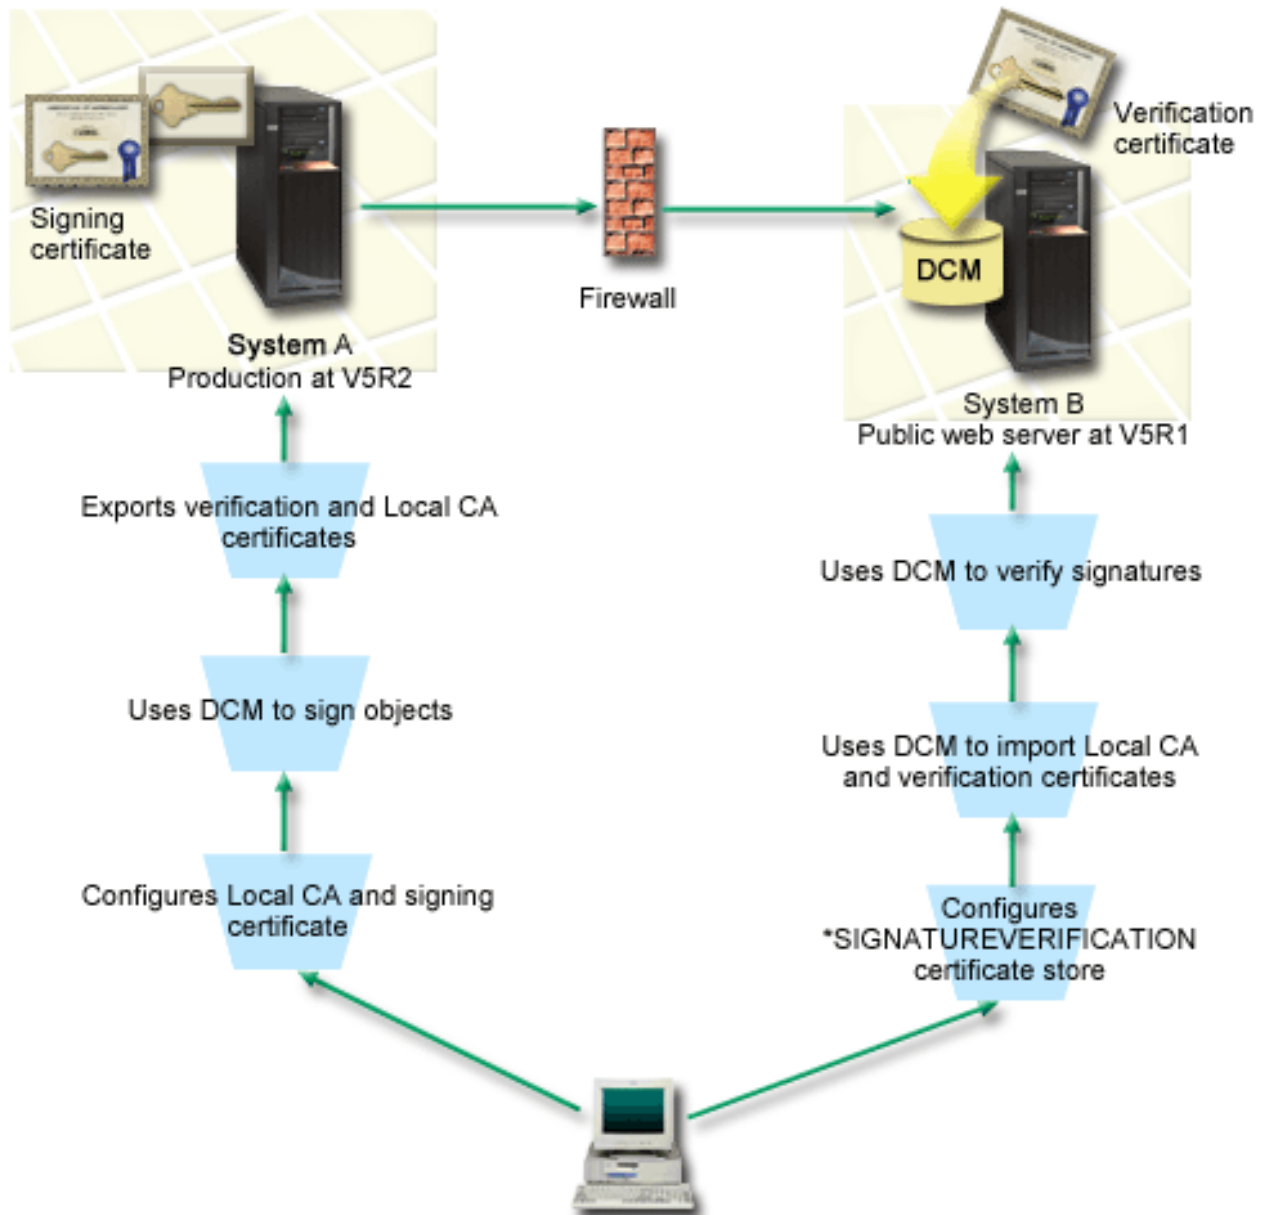 Signing
certificate
System A
Production at V5R2
Firewall
Verification
certificate
DCM
System B
Public web server at V5R1
Exports verification and Local CA
certificates
Uses DCM to sign objects
Configures Local CA and signing
certificate
Uses DCM to verify signatures
Uses DCM to import Local CA
and verification certificates
Configures
*SIGNATUREVERIFICATION
certificate store